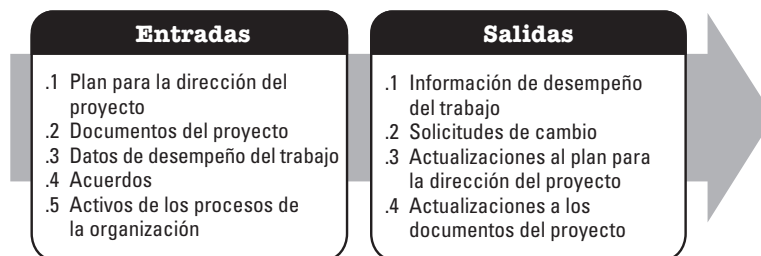 Entradas
.1 Plan para la dirección del
proyecto
.2 Documentos del proyecto
.3 Datos de desempeño del trabajo
.4 Acuerdos
.5 Activos de los procesos de
la organización
Salidas
.1 Información de desempeño
del trabajo
.2 Solicitudes de cambio
.3 Actualizaciones al plan para
la dirección del proyecto
.4 Actualizaciones a los
documentos del proyecto